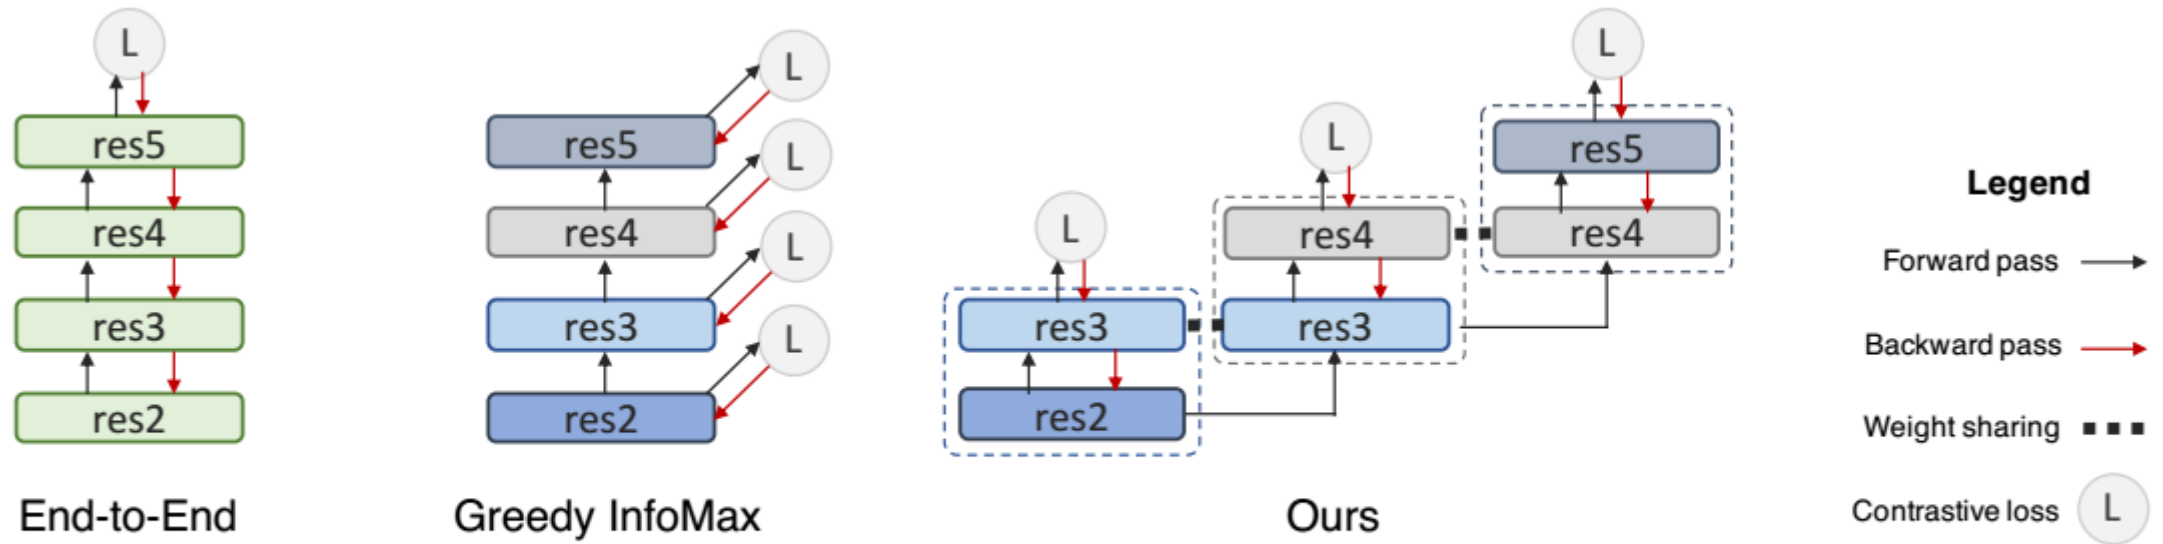 L
res5
res4
res3
res2
End-to-End
L
L
L
L
res5
res4
res3
res2
Greedy InfoMax
L
res3
res2
L
res4
res3
L
res5
res4
Ours
Legend
Forward pass
Backward pass
Weight sharing
Contrastive loss L